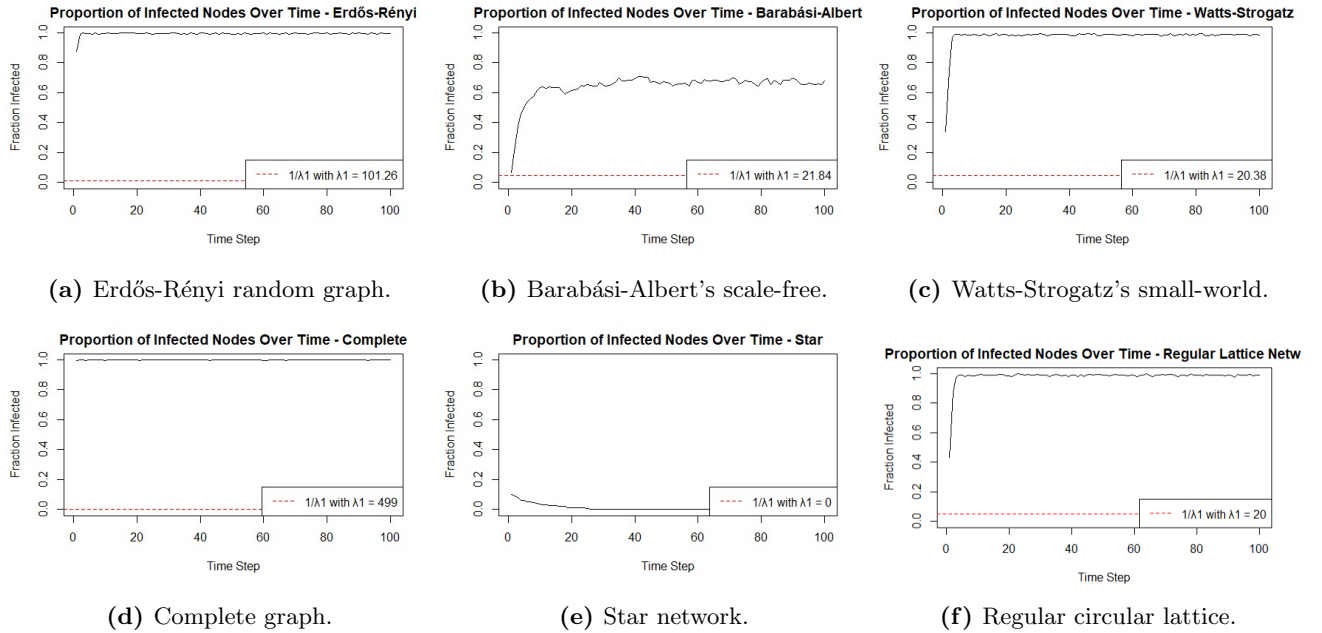 Proportion of Infected Nodes Over Time - Erdős-Rényi
Fraction Infected
1.0
0.8
0.6
0.4
0.2
0.0
1/λ1 with λ1 = 101.26
0 20 40 60 80 100
Time Step
(a) Erdős-Rényi random graph.
Proportion of Infected Nodes Over Time - Barabási-Albert
Fraction Infected
1.0
0.8
0.6
0.4
0.2
0.0
1/λ1 with λ1 = 21.84
0 20 40 60 80 100
Time Step
(b) Barabási-Albert's scale-free.
Proportion of Infected Nodes Over Time - Watts-Strogatz
Fraction Infected
1.0
0.8
0.6
0.4
0.2
0.0
1/λ1 with λ1 = 20.38
0 20 40 60 80 100
Time Step
(c) Watts-Strogatz's small-world.
Proportion of Infected Nodes Over Time - Complete
Fraction Infected
1.0
0.8
0.6
0.4
0.2
0.0
1/λ1 with λ1 = 499
0 20 40 60 80 100
Time Step
(d) Complete graph.
Proportion of Infected Nodes Over Time - Star
Fraction Infected
1.0
0.8
0.6
0.4
0.2
0.0
1/λ1 with λ1 = 0
0 20 40 60 80 100
Time Step
(e) Star network.
Proportion of Infected Nodes Over Time - Regular Lattice Netw
Fraction Infected
1.0
0.8
0.6
0.4
0.2
0.0
1/λ1 with λ1 = 20
0 20 40 60 80 100
Time Step
(f) Regular circular lattice.